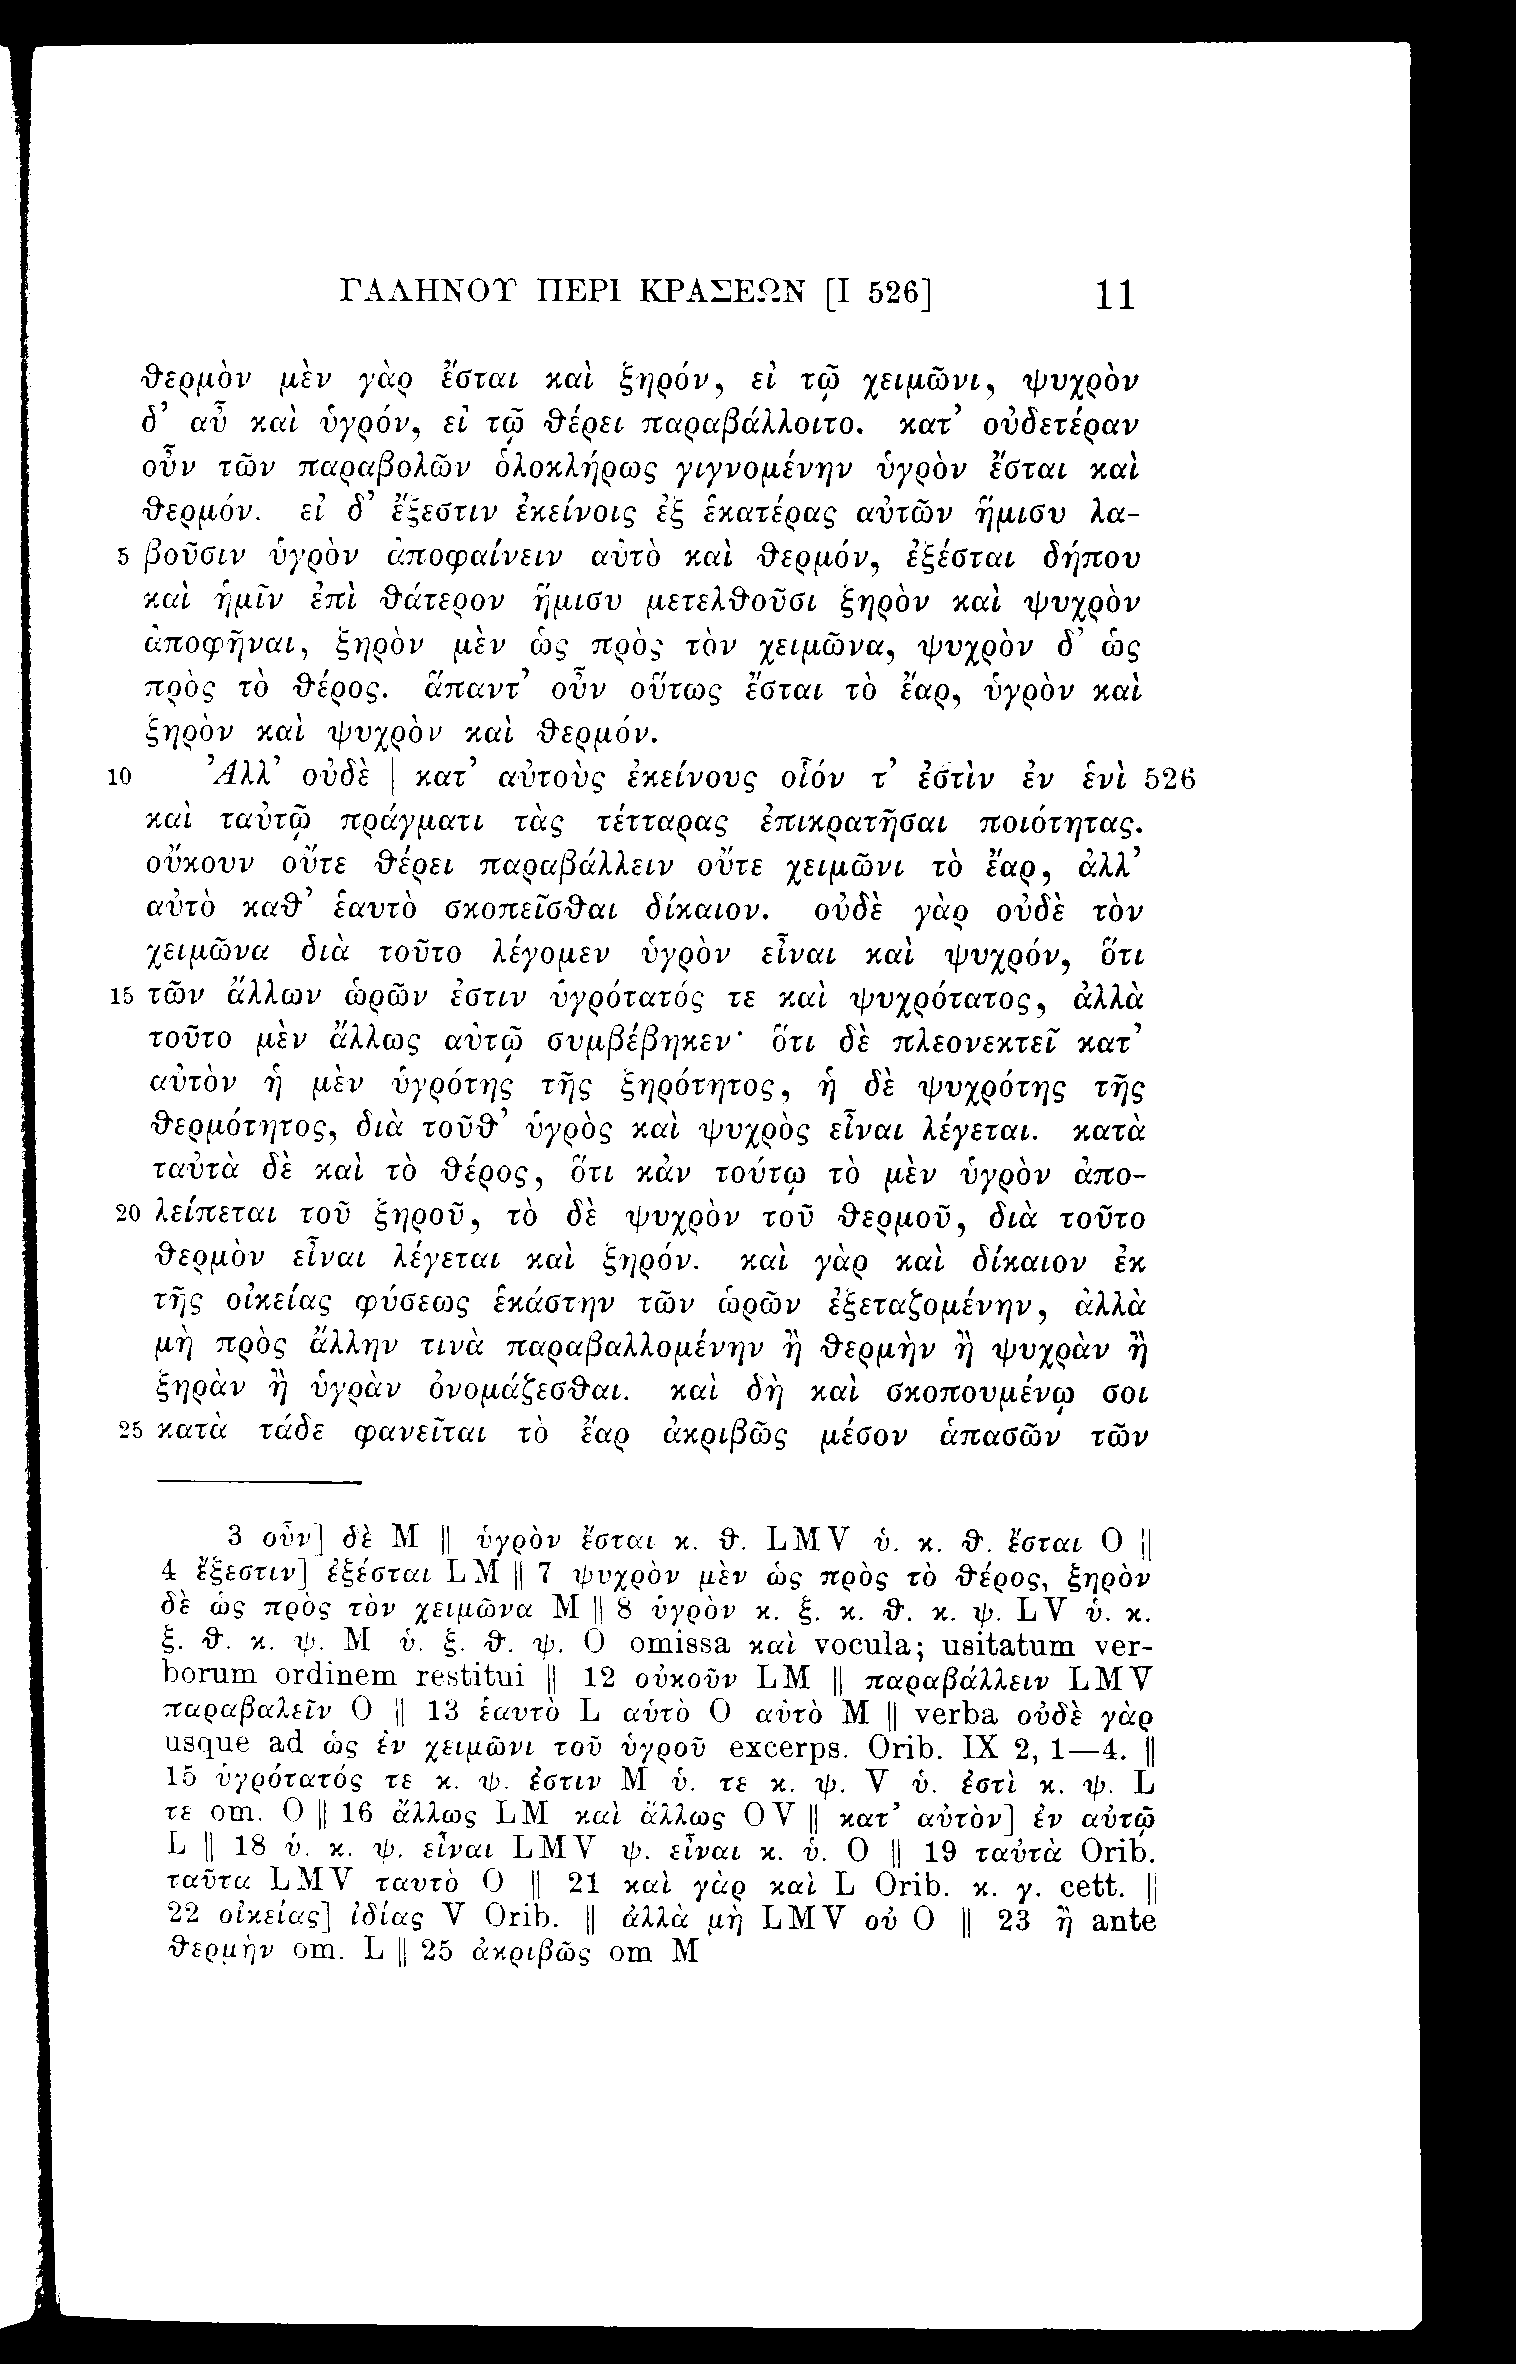 ΓΑΛΗΝΟΥ ΠΕΡΙ ΚΡΑΣΕΩΝ [I 526] 11
θερμὸν μὲν γὰρ ἔσται καὶ ξηρόν, εἰ τῷ χειμῶνι, ψυχρὸν
δ’ αὖ καὶ ὑγρόν, εἰ τῷ θέρει παραβάλλοιτο. κατ’ οὐδετέραν
οὖν τῶν παραβολῶν ὁλοκλήρως γιγνομένην ὑγρὸν ἔσται καὶ
θερμόν. εἰ δ’ ἔξεστιν ἐκείνοις ἐξ ἑκατέρας αὐτῶν ἥμισυ λα-
5 βοῦσιν ὑγρὸν ἀποφαίνειν αὐτὸ καὶ θερμόν, ἐξέσται δήπου
καὶ ἡμῖν ἐπὶ θάτερον ἥμισυ μετελθοῦσι ξηρὸν καὶ ψυχρὸν
ἀποφῆναι, ξηρὸν μὲν ὡς πρὸς τὸν χειμῶνα, ψυχρὸν δ’ ὡς
πρὸς τὸ θέρος. ἅπαντ’ οὖν οὕτως ἔσται τὸ ἔαρ, ὑγρὸν καὶ
ξηρὸν καὶ ψυχρὸν καὶ θερμόν.
10 Ἀλλ’ οὐδὲ | κατ’ αὐτοὺς ἐκείνους οἷόν τ’ ἐστὶν ἐν ἑνὶ 526
καὶ ταὐτῷ πράγματι τὰς τέτταρας ἐπικρατῆσαι ποιότητας.
οὔκουν οὔτε θέρει παραβάλλειν οὔτε χειμῶνι τὸ ἔαρ, ἀλλ’
αὐτὸ καθ’ ἑαυτὸ σκοπεῖσθαι δίκαιον. οὐδὲ γὰρ οὐδὲ τὸν
χειμῶνα διὰ τοῦτο λέγομεν ὑγρὸν εἶναι καὶ ψυχρόν, ὅτι
15 τῶν ἄλλων ὡρῶν ἐστιν ὑγρότατός τε καὶ ψυχρότατος, ἀλλὰ
τοῦτο μὲν ἄλλως αὐτῷ συμβέβηκεν· ὅτι δὲ πλεονεκτεῖ κατ’
αὐτὸν ἡ μὲν ὑγρότης τῆς ξηρότητος, ἡ δὲ ψυχρότης τῆς
θερμότητος, διὰ τοῦθ’ ὑγρὸς καὶ ψυχρὸς εἶναι λέγεται. κατὰ
ταὐτὰ δὲ καὶ τὸ θέρος, ὅτι κἀν τούτῳ τὸ μὲν ὑγρὸν ἀπο-
20 λείπεται τοῦ ξηροῦ, τὸ δὲ ψυχρὸν τοῦ θερμοῦ, διὰ τοῦτο
θερμὸν εἶναι λέγεται καὶ ξηρόν. καὶ γὰρ καὶ δίκαιον ἐκ
τῆς οἰκείας φύσεως ἑκάστην τῶν ὡρῶν ἐξεταζομένην, ἀλλὰ
μὴ πρὸς ἄλλην τινὰ παραβαλλομένην ἢ θερμὴν ἢ ψυχρὰν ἢ
ξηρὰν ἢ ὑγρὰν ὀνομάζεσθαι. καὶ δὴ καὶ σκοπουμένῳ σοι
25 κατὰ τάδε φανεῖται τὸ ἔαρ ἀκριβῶς μέσον ἁπασῶν τῶν
3 οὖν] δὲ M || ὑγρὸν ἔσται κ. θ. LMV ὑ. κ. θ. ἔσται O ||
4 ἔξεστιν] ἐξέσται LM || 7 ψυχρὸν μὲν ὡς πρὸς τὸ θέρος, ξηρὸν
δὲ ὡς πρὸς τὸν χειμῶνα M || 8 ὑγρὸν κ. ξ. κ. θ. κ. ψ. LV ὑ. κ.
ξ. θ. κ. ψ. M ὑ. ξ. θ. ψ. O omissa καὶ vocula; usitatum ver-
borum ordinem restitui || 12 οὐκοῦν LM || παραβάλλειν LMV
παραβαλεῖν O || 13 ἑαυτὸ L αὑτὸ O αὐτὸ M || verba οὐδὲ γὰρ
usque ad ὡς ἐν χειμῶνι τοῦ ὑγροῦ excerps. Orib. IX 2, 1—4. ||
15 ὑγρότατός τε κ. ψ. ἐστιν M ὑ. τε κ. ψ. V ὑ. ἐστὶ κ. ψ. L
τε om. O || 16 ἄλλως LM καὶ ἄλλως OV || κατ’ αὐτὸν] ἐν αὐτῷ
L || 18 ὑ. κ. ψ. εἶναι LMV ψ. εἶναι κ. ὑ. O || 19 ταὐτὰ Orib.
ταῦτα LMV ταυτὸ O || 21 καὶ γὰρ καὶ L Orib. κ. γ. cett. ||
22 οἰκείας] ἰδίας V Orib. || ἀλλὰ μὴ LMV οὐ O || 23 ἢ ante
θερμὴν om. L || 25 ἀκριβῶς om M